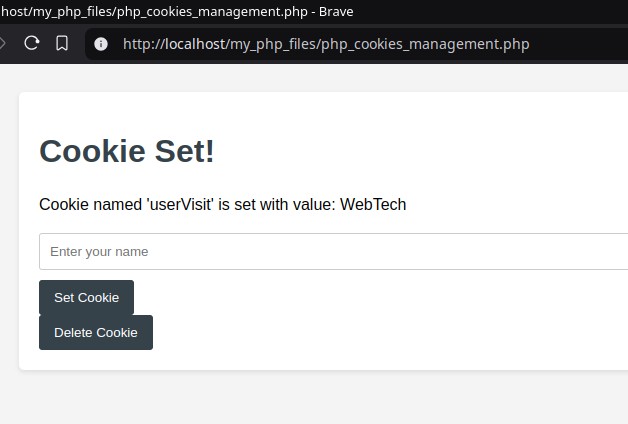 host/my_php_files/php_cookies_management.php - Brave
http://localhost/my_php_files/php_cookies_management.php
Cookie Set!
Cookie named 'userVisit' is set with value: WebTech
Enter your name
Set Cookie
Delete Cookie